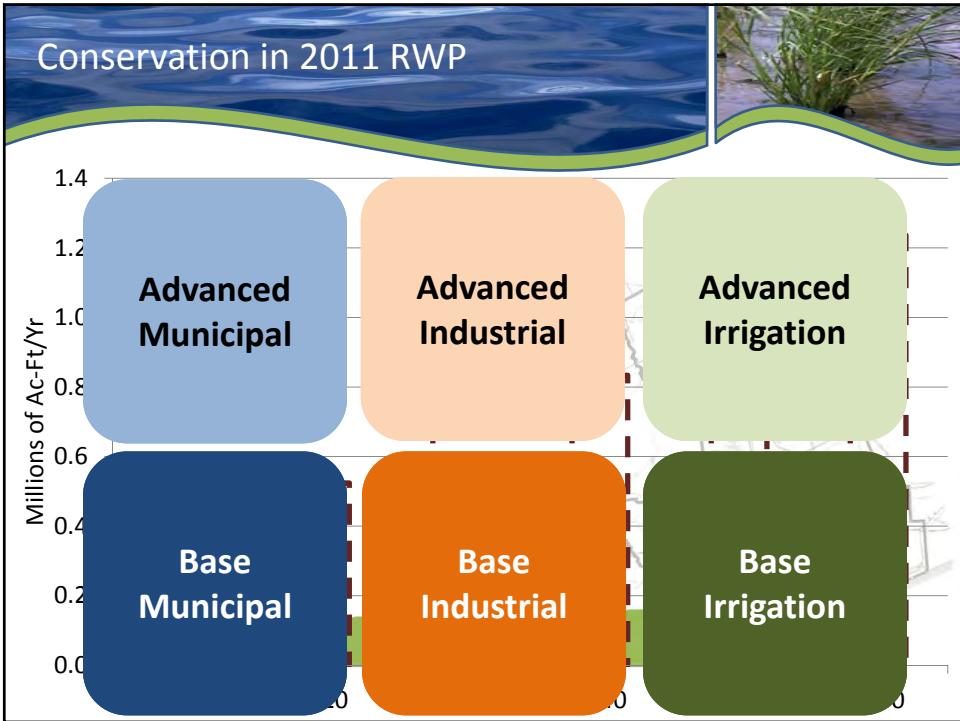 Conservation in 2011 RWP
Millions of Ac-Ft/Yr
1.4
1.2
1.0
0.8
0.6
0.4
0.2
0.0
Advanced
Municipal
Advanced
Industrial
Advanced
Irrigation
Base
Municipal
Base
Industrial
Base
Irrigation